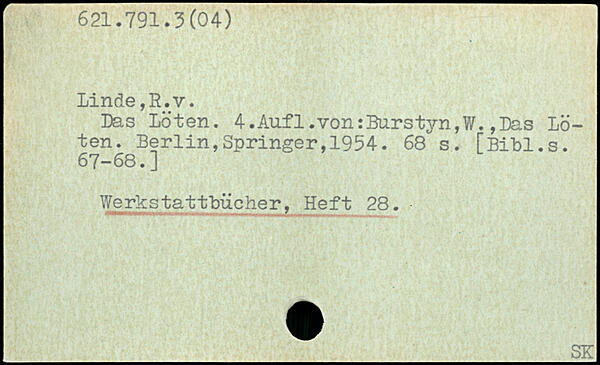 621.791.3(04)
Linde,R.v.
Das Löten. 4.Aufl.von:Burstyn,W.,Das Lö-
ten. Berlin,Springer,1954. 68 s. [Bibl.s.
67-68.]
Werkstattbücher, Heft 28.
SK